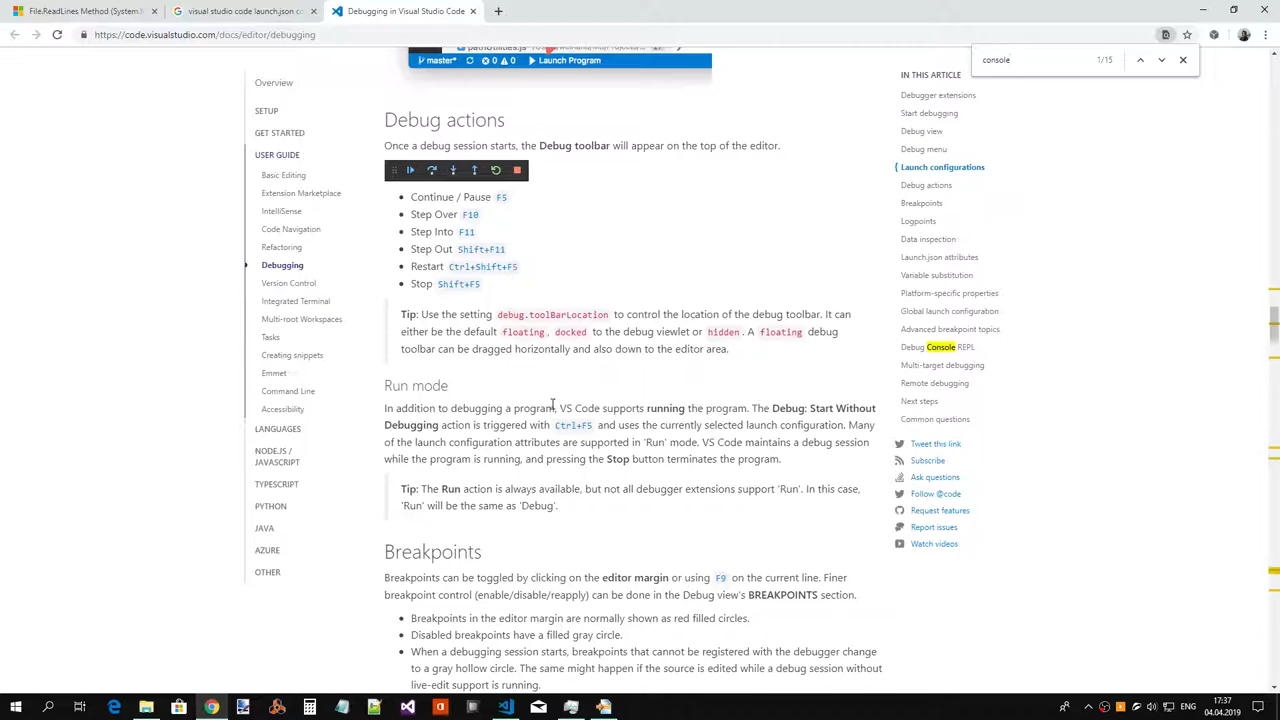 File.ReadLines Method (System.I
visual studio code launchjson co
Debugging in Visual Studio Code
https://code.visualstudio.com/docs/editor/debugging
console
1/15
master*
0
0
Launch Program
Overview
SETUP
GET STARTED
USER GUIDE
Basic Editing
Extension Marketplace
IntelliSense
Code Navigation
Refactoring
Debugging
Version Control
Integrated Terminal
Multi-root Workspaces
Tasks
Creating snippets
Emmet
Command Line
Accessibility
LANGUAGES
NODE.JS /
JAVASCRIPT
TYPESCRIPT
PYTHON
JAVA
AZURE
OTHER
Debug actions
Once a debug session starts, the Debug toolbar will appear on the top of the editor.
Continue / Pause F5
Step Over F10
Step Into F11
Step Out Shift+F11
Restart Ctrl+Shift+F5
Stop Shift+F5
Tip: Use the setting debug.toolBarLocation to control the location of the debug toolbar. It can
either be the default floating, docked to the debug viewlet or hidden. A floating debug
toolbar can be dragged horizontally and also down to the editor area.
Run mode
In addition to debugging a program, VS Code supports running the program. The Debug: Start Without
Debugging action is triggered with Ctrl+F5 and uses the currently selected launch configuration. Many
of the launch configuration attributes are supported in 'Run' mode. VS Code maintains a debug session
while the program is running, and pressing the Stop button terminates the program.
Tip: The Run action is always available, but not all debugger extensions support 'Run'. In this case,
'Run' will be the same as 'Debug'.
Breakpoints
Breakpoints can be toggled by clicking on the editor margin or using F9 on the current line. Finer
breakpoint control (enable/disable/reapply) can be done in the Debug view's BREAKPOINTS section.
Breakpoints in the editor margin are normally shown as red filled circles.
Disabled breakpoints have a filled gray circle.
When a debugging session starts, breakpoints that cannot be registered with the debugger change
to a gray hollow circle. The same might happen if the source is edited while a debug session without
live-edit support is running.
IN THIS ARTICLE
Debugger extensions
Start debugging
Debug view
Debug menu
Launch configurations
Debug actions
Breakpoints
Logpoints
Data inspection
Launch.json attributes
Variable substitution
Platform-specific properties
Global launch configuration
Advanced breakpoint topics
Debug Console REPL
Multi-target debugging
Remote debugging
Next steps
Common questions
Tweet this link
Subscribe
Ask questions
Follow @code
Request features
Report issues
Watch videos
17:37
04.04.2019